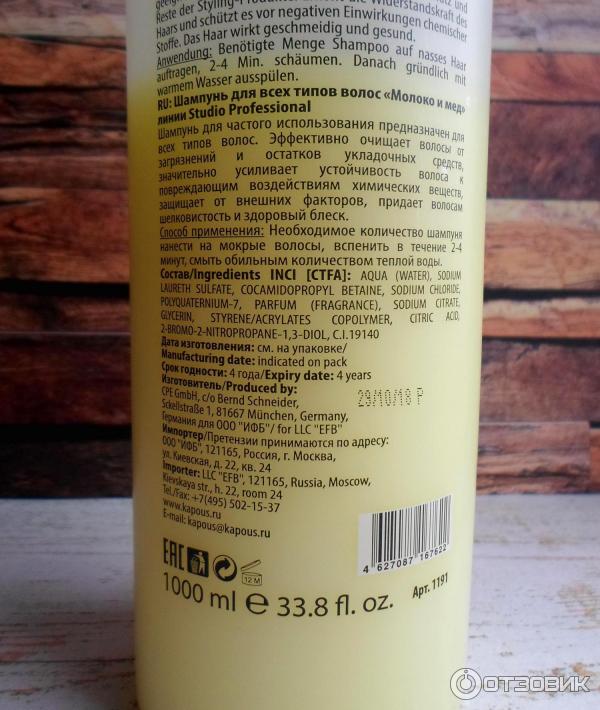 Reste der Styling-Produkte. die Widerstandskraft des
Haars und schützt es vor negativen Einwirkungen chemischer
Stoffe. Das Haar wirkt geschmeidig und gesund.
Anwendung: Benötigte Menge Shampoo auf nasses Haar
auftragen, 2-4 Min. schäumen. Danach gründlich mit
warmem Wasser ausspülen.
RU: Шампунь для всех типов волос «Молоко и мед»
линии Studio Professional
Шампунь для частого использования предназначен для
всех типов волос. Эффективно очищает волосы от
загрязнений и остатков укладочных средств,
значительно усиливает устойчивость волоса к
повреждающим воздействиям химических веществ,
защищает от внешних факторов, придает волосам
шелковистость и здоровый блеск.
Способ применения: Необходимое количество шампуня
нанести на мокрые волосы, вспенить в течение 2-4
минут, смыть обильным количеством теплой воды.
Состав/Ingredients INCI [CTFA]: AQUA (WATER), SODIUM
LAURETH SULFATE, COCAMIDOPROPYL BETAINE, SODIUM CHLORIDE,
POLYQUATERNIUM-7, PARFUM (FRAGRANCE), SODIUM CITRATE,
GLYCERIN, STYRENE/ACRYLATES COPOLYMER, CITRIC ACID,
2-BROMO-2-NITROPROPANE-1,3-DIOL, C.I.19140
Дата изготовления: см. на упаковке/
Manufacturing date: indicated on pack
Срок годности: 4 года/Expiry date: 4 years
Изготовитель/Produced by:
CPE GmbH, c/o Bernd Schneider,
Sckellstraße 1, 81667 München, Germany,
Германия для ООО "ИФБ"/ for LLC "EFB"
29/10/18 P
Импортер/Претензии принимаются по адресу:
ООО "ИФБ", 121165, Россия, г. Москва,
ул. Киевская, д. 22, кв. 24
Importer: LLC "EFB", 121165, Russia, Moscow,
Kievskaya str., h. 22, room 24
Tel./Fax: +7(495) 502-15-37
www.kapous.ru
E-mail: kapous@kapous.ru
4 627087 167622
EAC 12 M
1000 ml e 33.8 fl. oz. Арт. 1191
ОТЗОВИК